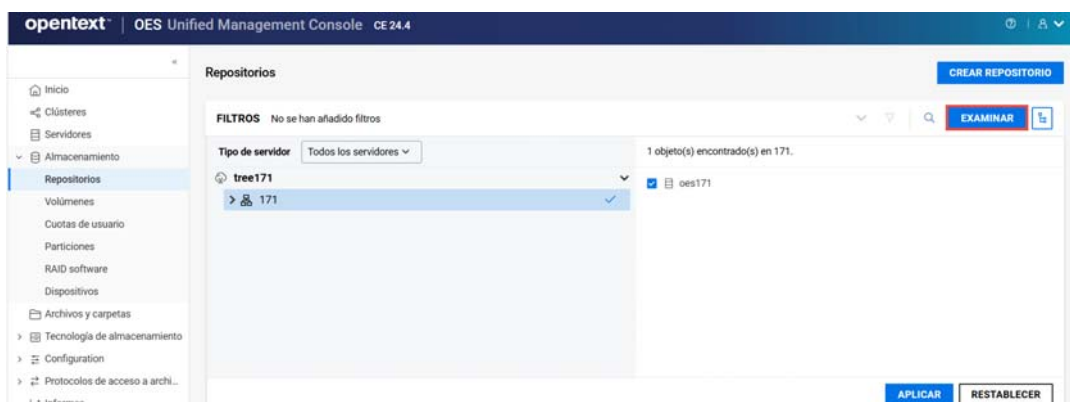 opentext™ | OES Unified Management Console CE 24.4
Inicio
Clústeres
Servidores
Almacenamiento
Repositorios
Volúmenes
Cuotas de usuario
Particiones
RAID software
Dispositivos
Archivos y carpetas
Tecnología de almacenamiento
Configuration
Protocolos de acceso a archi...
Repositorios
CREAR REPOSITORIO
FILTROS No se han añadido filtros
EXAMINAR
Tipo de servidor Todos los servidores
tree171
171
1 objeto(s) encontrado(s) en 171.
oes171
APLICAR RESTABLECER